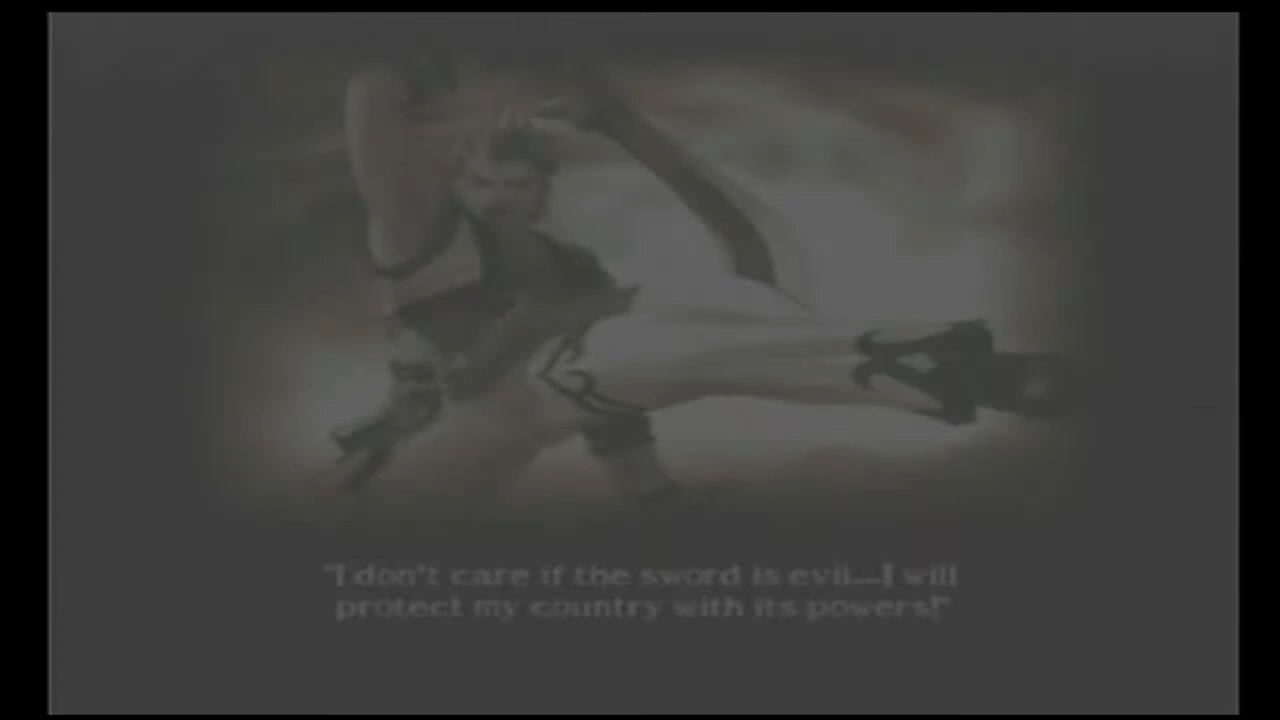 "I don't care if the sword is evil—I will
protect my country with its powers!"